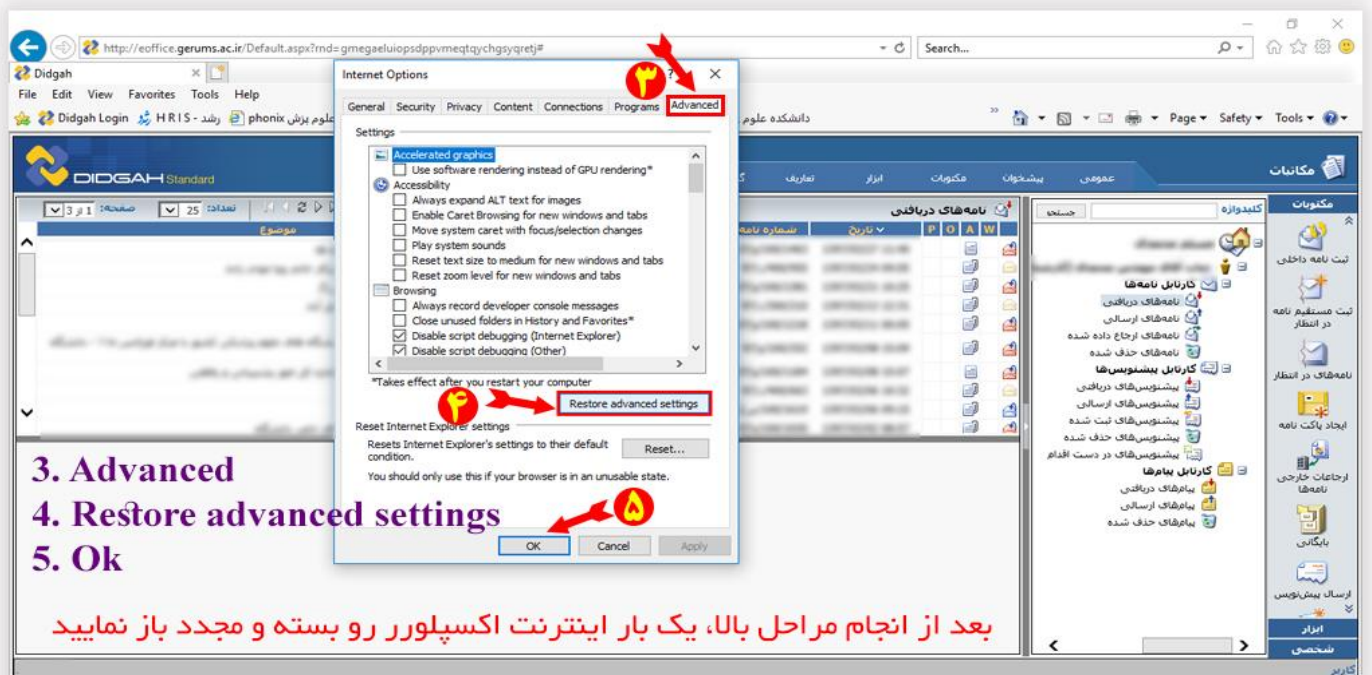 http://eoffice.gerums.ac.ir/Default.aspx?rnd=gmegaeluiopsdppvmeqtqychgsyqretj#
Search...
Didgah
File Edit View Favorites Tools Help
Didgah Login
رشد - H R I S
phonix علوم پزش
دانشکده علوم
Page
Safety
Tools
DIDGAH Standard
مکاتبات
عمومی
پیشخوان
مکتوبات
ابزار
تعاریف
صفحه: 1 از 3
تعداد: 25
نامه‌های دریافتی
موضوع
شماره نامه
تاریخ
P O A W
Internet Options
?
۳
General Security Privacy Content Connections Programs Advanced
Settings
Accelerated graphics
Use software rendering instead of GPU rendering*
Accessibility
Always expand ALT text for images
Enable Caret Browsing for new windows and tabs
Move system caret with focus/selection changes
Play system sounds
Reset text size to medium for new windows and tabs
Reset zoom level for new windows and tabs
Browsing
Always record developer console messages
Close unused folders in History and Favorites*
Disable script debugging (Internet Explorer)
Disable script debugging (Other)
*Takes effect after you restart your computer
۴
Restore advanced settings
Reset Internet Explorer settings
Resets Internet Explorer's settings to their default
condition.
Reset...
You should only use this if your browser is in an unusable state.
۵
OK
Cancel
Apply
3. Advanced
4. Restore advanced settings
5. Ok
بعد از انجام مراحل بالا، یک بار اینترنت اکسپلورر رو بسته و مجدد باز نمایید
کلیدواژه
جستجو
کارتابل نامه‌ها
نامه‌های دریافتی
نامه‌های ارسالی
نامه‌های ارجاع داده شده
نامه‌های حذف شده
کارتابل پیشنویس‌ها
پیشنویس‌های دریافتی
پیشنویس‌های ارسالی
پیشنویس‌های ثبت شده
پیشنویس‌های حذف شده
پیشنویس‌های در دست اقدام
کارتابل پیام‌ها
پیام‌های دریافتی
پیام‌های ارسالی
پیام‌های حذف شده
مکتوبات
ثبت نامه داخلی
ثبت مستقیم نامه
در انتظار
نامه‌های در انتظار
ایجاد پاکت نامه
ارجاعات خارجی
نامه‌ها
بایگانی
ارسال پیش‌نویس
ابزار
شخصی
کاربر